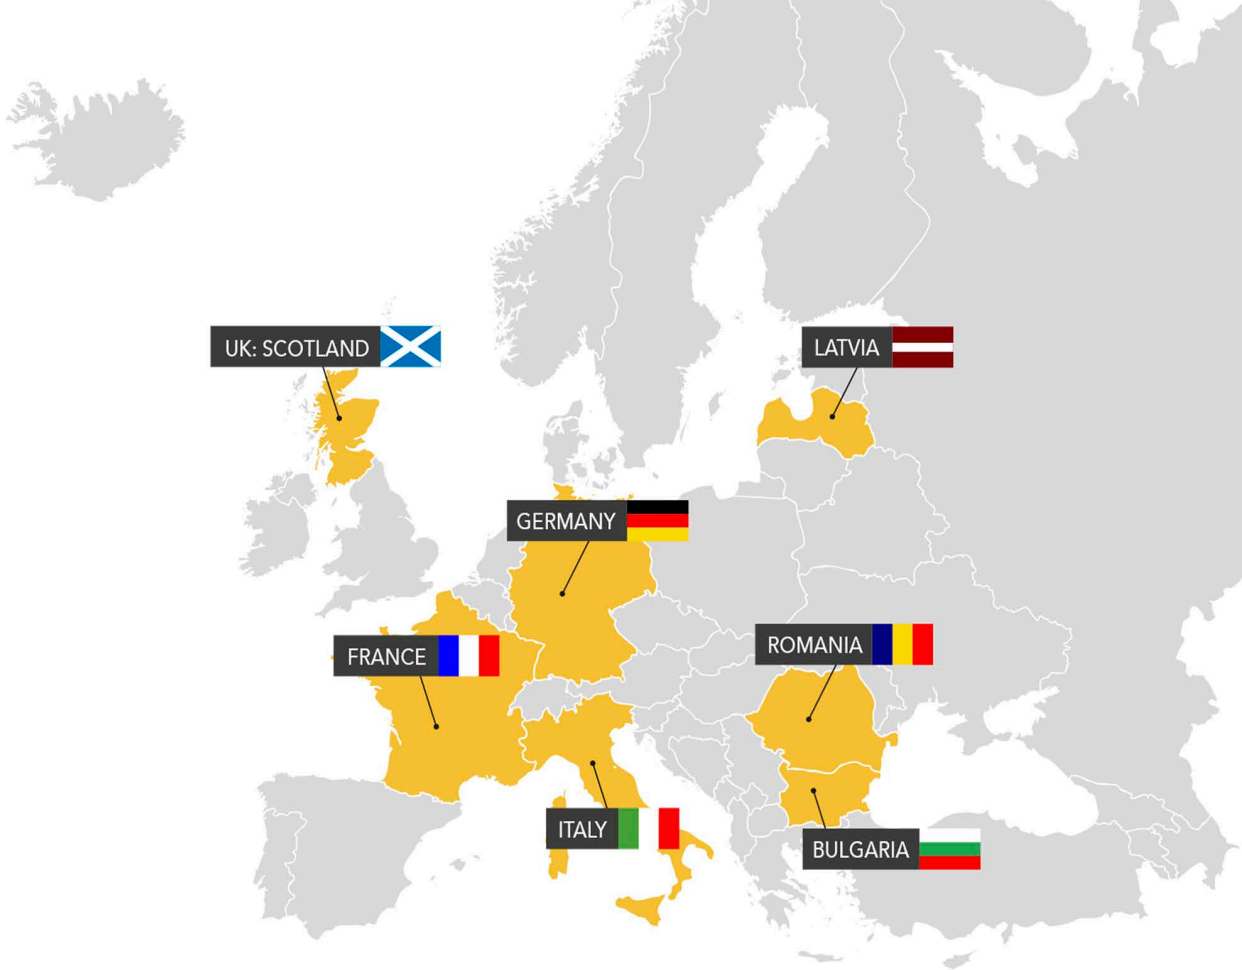 UK: SCOTLAND
LATVIA
GERMANY
ROMANIA
FRANCE
ITALY
BULGARIA